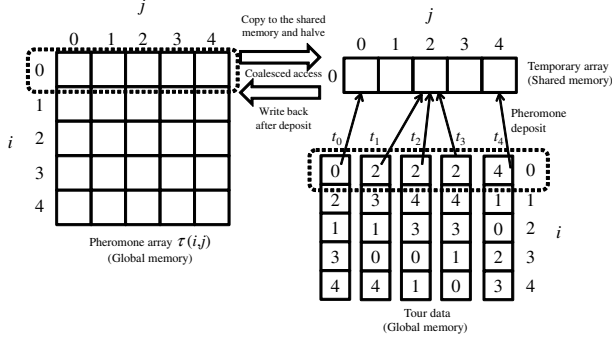 j
0 1 2 3 4
0
1
2
3
4
i
Pheromone array τ(i,j)
(Global memory)
Copy to the shared
memory and halve
Coalesced access
Write back
after deposit
j
0 1 2 3 4
0
Temporary array
(Shared memory)
Pheromone
deposit
t0 t1 t2 t3 t4
0 2 2 2 4 0
2 3 4 4 1 1
1 1 3 3 0 2
3 0 0 1 2 3
4 4 1 0 3 4
i
Tour data
(Global memory)